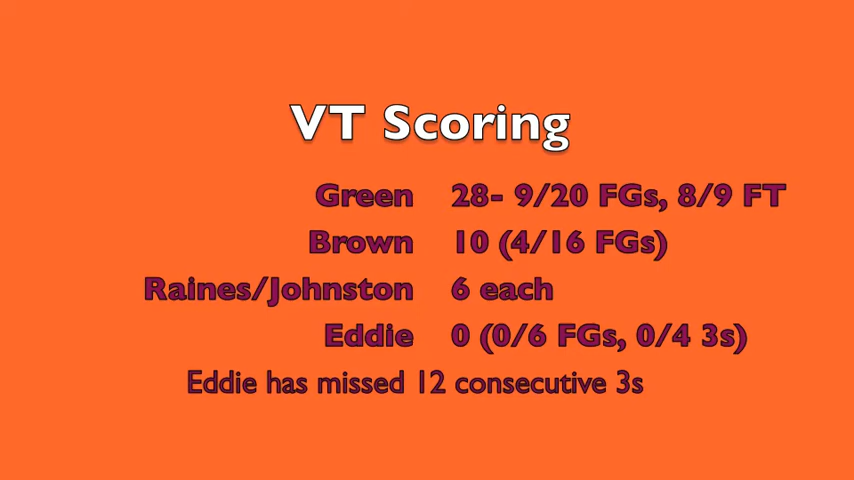 VT Scoring
Green 28- 9/20 FGs, 8/9 FT
Brown 10 (4/16 FGs)
Raines/Johnston 6 each
Eddie 0 (0/6 FGs, 0/4 3s)
Eddie has missed 12 consecutive 3s